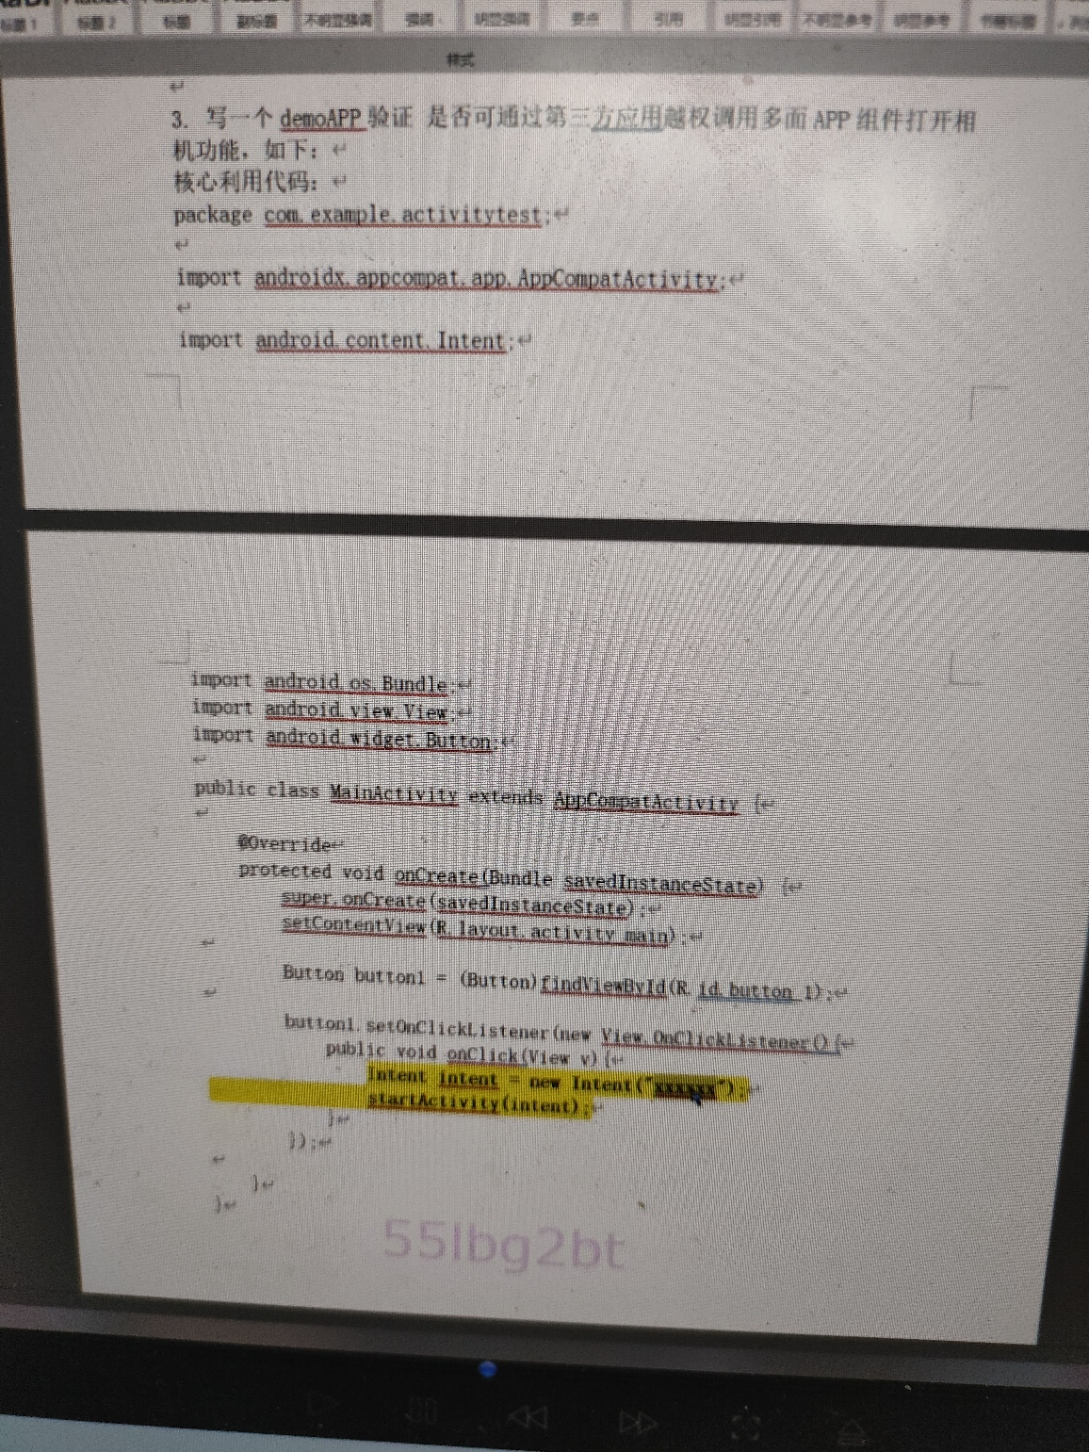 标题 1 标题 2 标题 副标题 不明显强调 强调 明显强调 要点 引用 明显引用 不明显参考 明显参考 书籍标题
样式
3. 写一个 demoAPP 验证 是否可通过第三方应用越权调用多面 APP 组件打开相
机功能，如下：
核心利用代码：
package com.example.activitytest;
import androidx.appcompat.app.AppCompatActivity;
import android.content.Intent;
import android.os.Bundle;
import android.view.View;
import android.widget.Button;
public class MainActivity extends AppCompatActivity {
@Override
protected void onCreate(Bundle savedInstanceState) {
super.onCreate(savedInstanceState);
setContentView(R.layout.activity_main);
Button button1 = (Button)findViewById(R.id.button_1);
button1.setOnClickListener(new View.OnClickListener(){
public void onClick(View v){
Intent intent = new Intent("xxxxxx");
startActivity(intent);
}
});
}
}
55lbg2bt